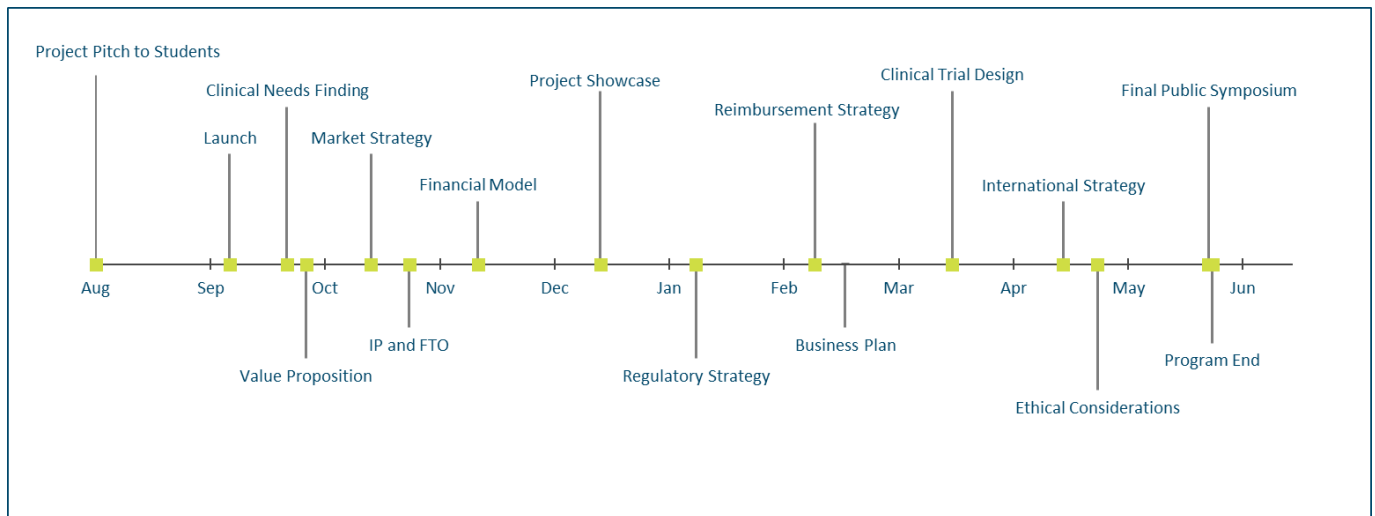 Project Pitch to Students
Clinical Needs Finding
Launch
Market Strategy
Financial Model
Project Showcase
Reimbursement Strategy
Clinical Trial Design
International Strategy
Final Public Symposium
Aug
Sep
Oct
Nov
Dec
Jan
Feb
Mar
Apr
May
Jun
Value Proposition
IP and FTO
Regulatory Strategy
Business Plan
Ethical Considerations
Program End